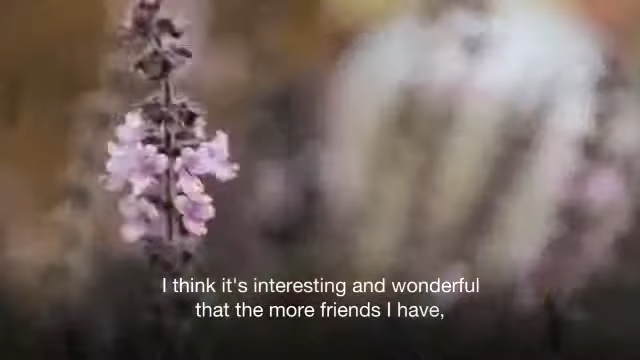 I think it's interesting and wonderful
that the more friends I have,